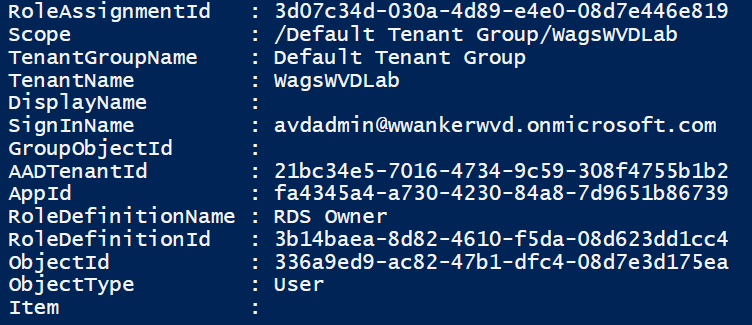 RoleAssignmentId   : 3d07c34d-030a-4d89-e4e0-08d7e446e819
Scope              : /Default Tenant Group/WagsWVDLab
TenantGroupName    : Default Tenant Group
TenantName         : WagsWVDLab
DisplayName        :
SignInName         : avdadmin@wwankerwvd.onmicrosoft.com
GroupObjectId      :
AADTenantId        : 21bc34e5-7016-4734-9c59-308f4755b1b2
AppId              : fa4345a4-a730-4230-84a8-7d9651b86739
RoleDefinitionName : RDS Owner
RoleDefinitionId   : 3b14baea-8d82-4610-f5da-08d623dd1cc4
ObjectId           : 336a9ed9-ac82-47b1-dfc4-08d7e3d175ea
ObjectType         : User
Item               :